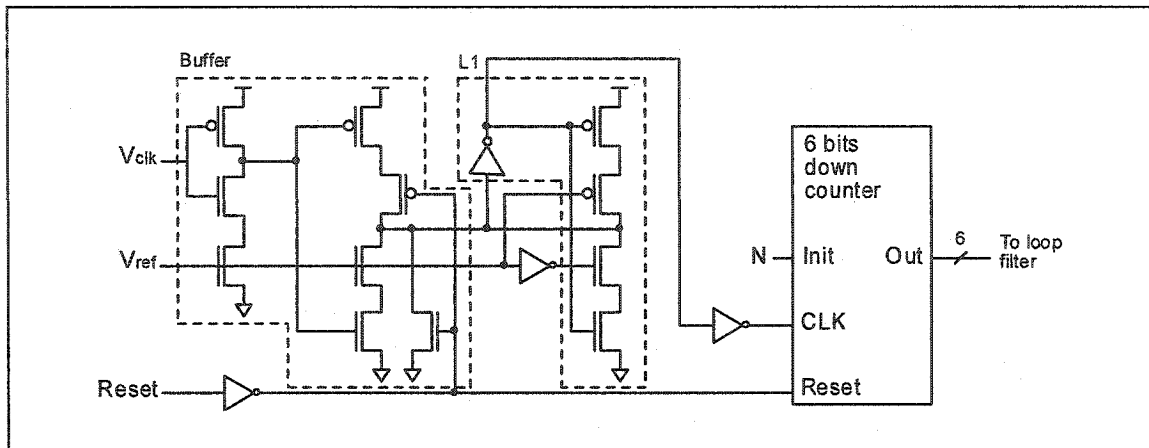 Buffer
L1
Vclk
Vref
Reset
6 bits
down
counter
N
Init
Out
CLK
Reset
6
To loop
filter